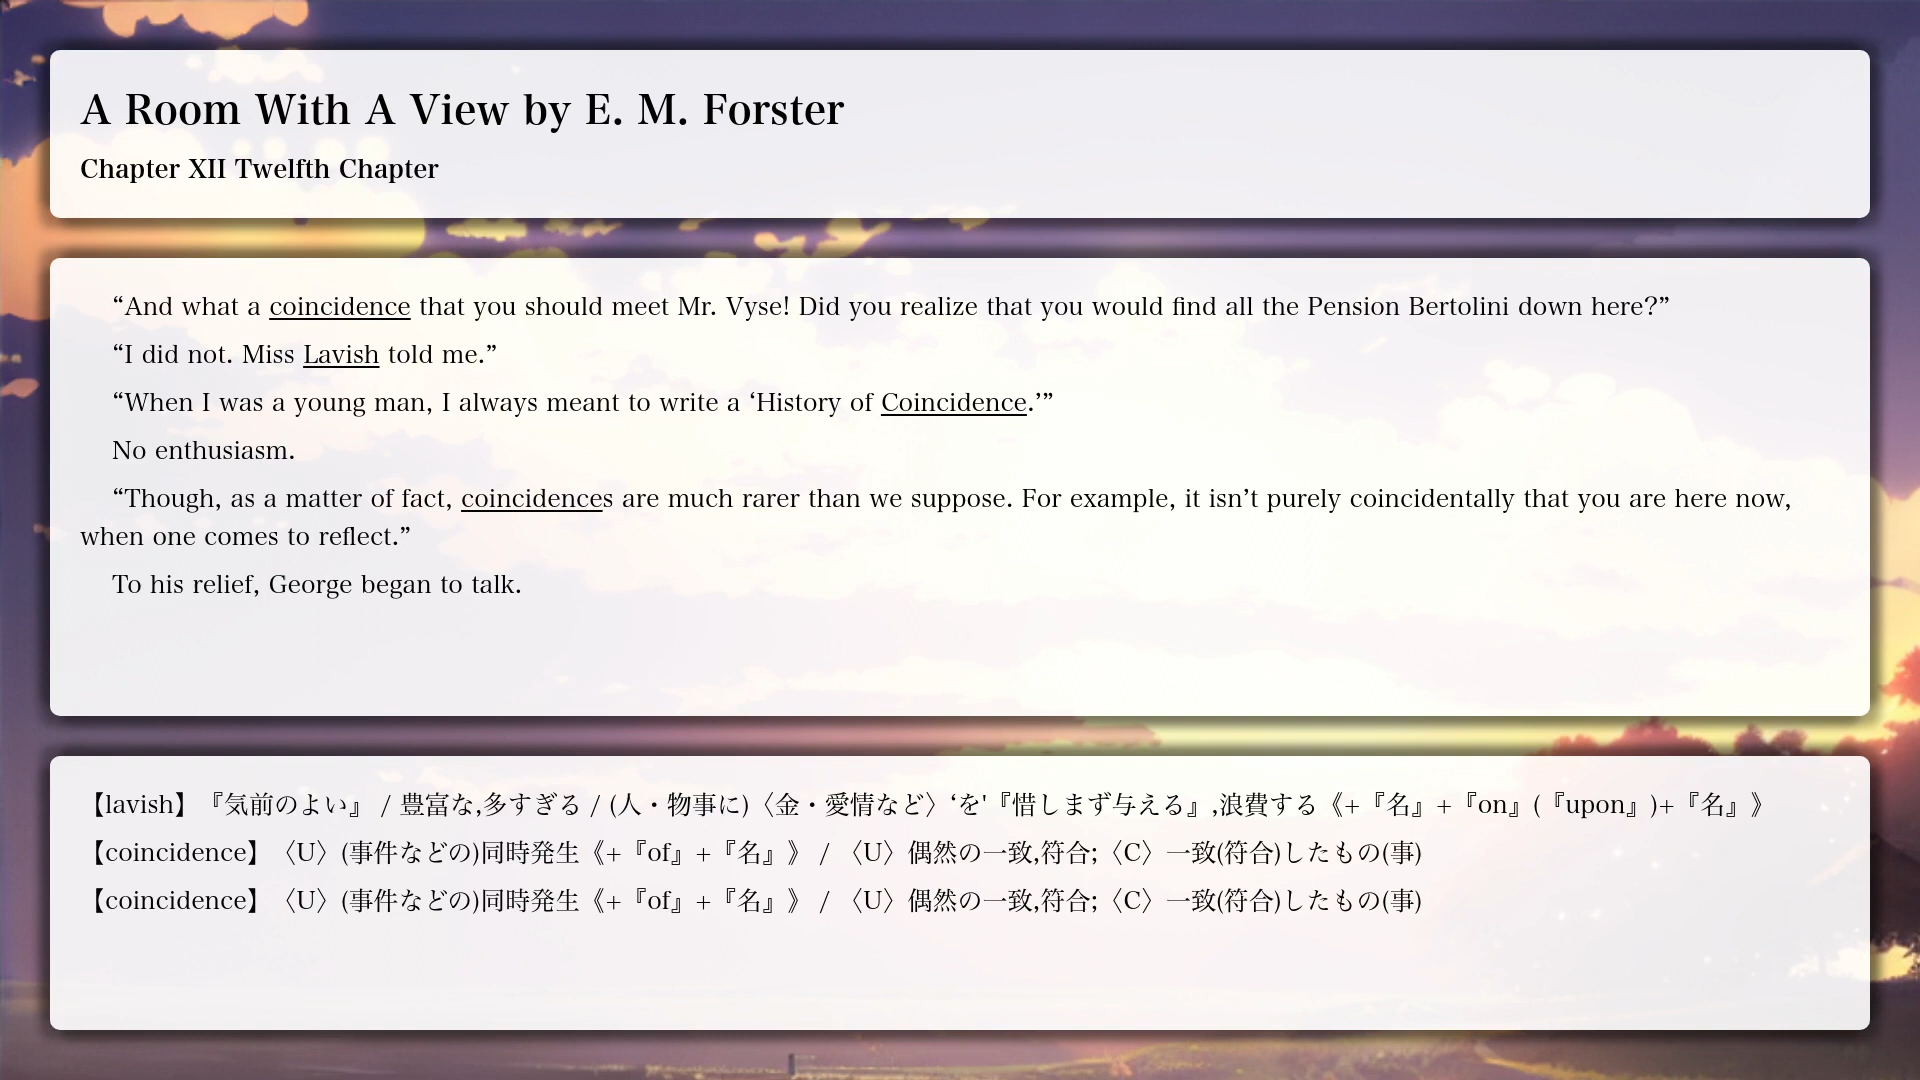 A Room With A View by E. M. Forster
Chapter XII Twelfth Chapter
“And what a coincidence that you should meet Mr. Vyse! Did you realize that you would find all the Pension Bertolini down here?”
“I did not. Miss Lavish told me.”
“When I was a young man, I always meant to write a ‘History of Coincidence.’”
No enthusiasm.
“Though, as a matter of fact, coincidences are much rarer than we suppose. For example, it isn’t purely coincidentally that you are here now,
when one comes to reflect.”
To his relief, George began to talk.
【lavish】『気前のよい』 / 豊富な,多すぎる / (人・物事に)〈金・愛情など〉‘を'『惜しまず与える』,浪費する《+『名』+『on』(『upon』)+『名』》
【coincidence】〈U〉(事件などの)同時発生《+『of』+『名』》 / 〈U〉偶然の一致,符合;〈C〉一致(符合)したもの(事)
【coincidence】〈U〉(事件などの)同時発生《+『of』+『名』》 / 〈U〉偶然の一致,符合;〈C〉一致(符合)したもの(事)